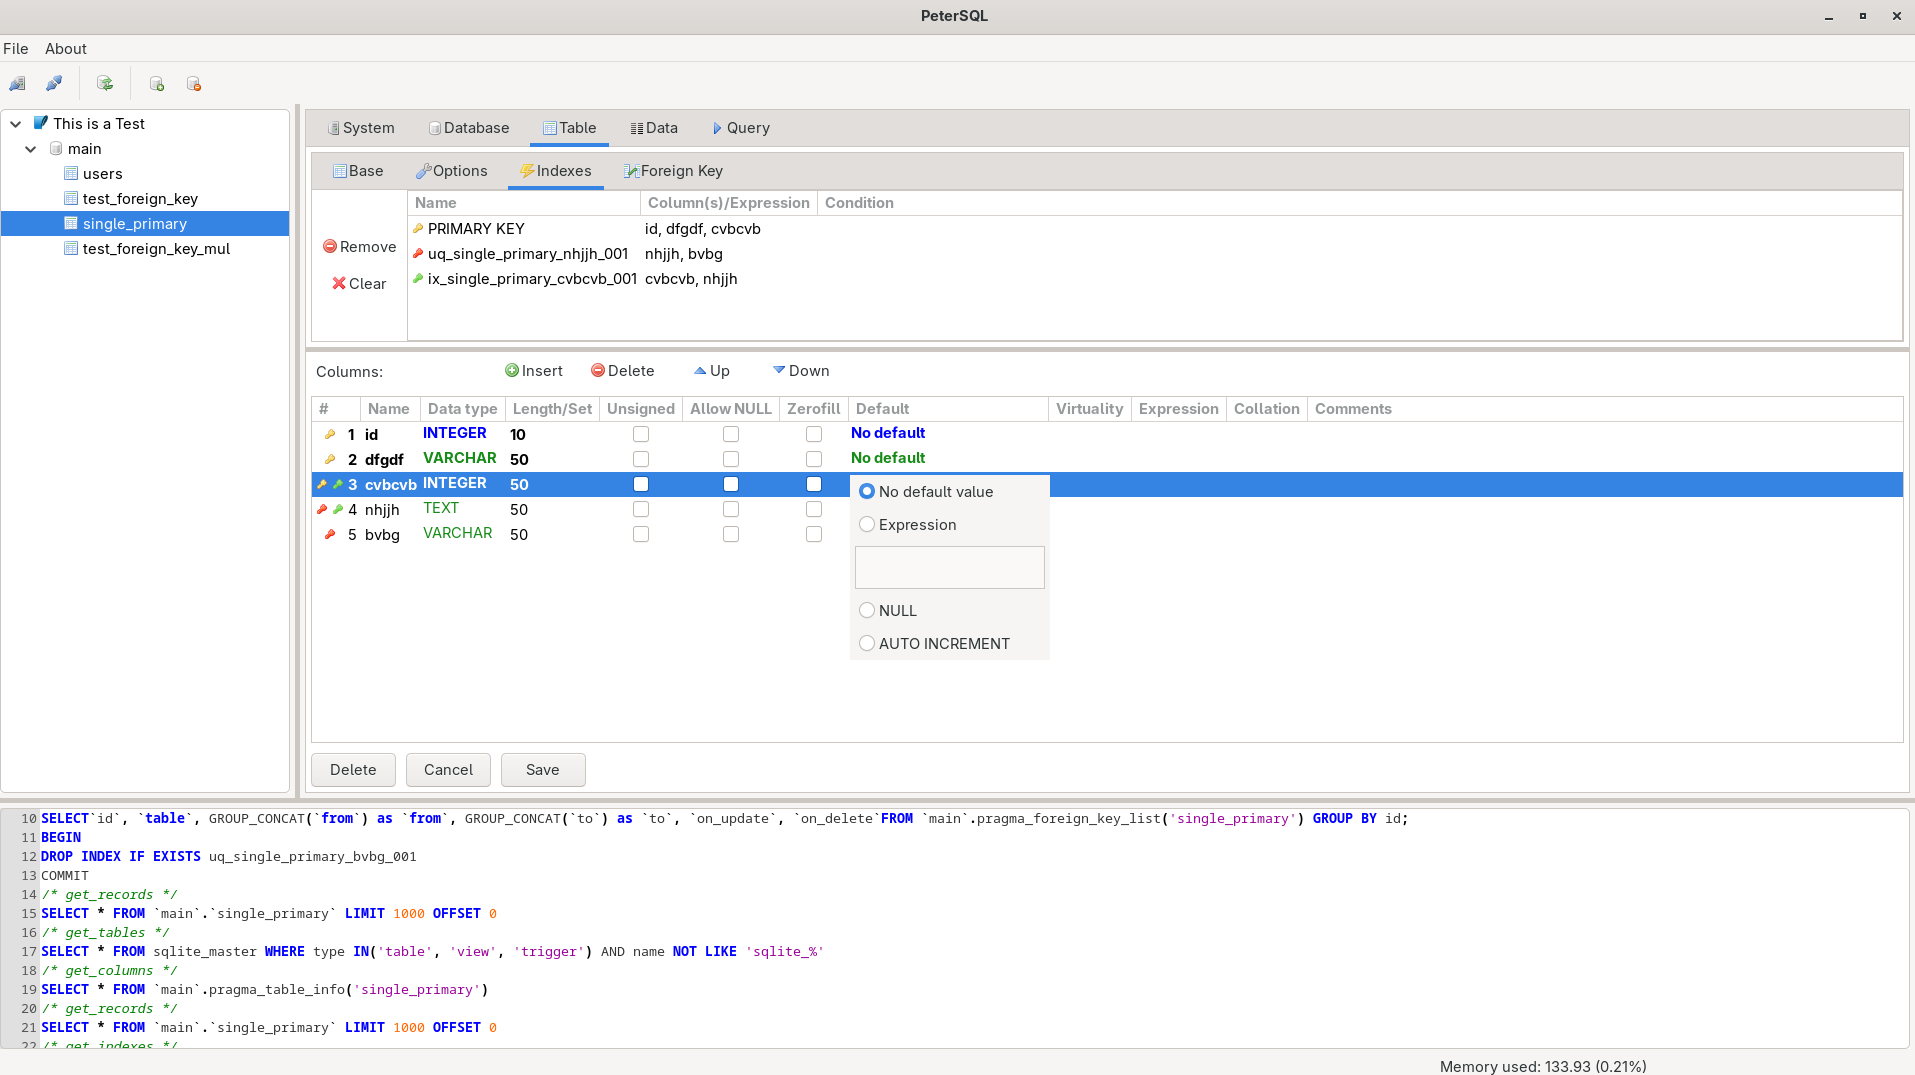 PeterSQL
File About
This is a Test
main
users
test_foreign_key
single_primary
test_foreign_key_mul
System Database Table Data Query
Base Options Indexes Foreign Key
Remove
Clear
Name Column(s)/Expression Condition
PRIMARY KEY id, dfgdf, cvbcvb
uq_single_primary_nhjjh_001 nhjjh, bvbg
ix_single_primary_cvbcvb_001 cvbcvb, nhjjh
Columns: Insert Delete Up Down
# Name Data type Length/Set Unsigned Allow NULL Zerofill Default Virtuality Expression Collation Comments
1 id INTEGER 10 No default
2 dfgdf VARCHAR 50 No default
3 cvbcvb INTEGER 50
4 nhjjh TEXT 50
5 bvbg VARCHAR 50
No default value
Expression
NULL
AUTO INCREMENT
Delete Cancel Save
10 SELECT`id`, `table`, GROUP_CONCAT(`from`) as `from`, GROUP_CONCAT(`to`) as `to`, `on_update`, `on_delete`FROM `main`.pragma_foreign_key_list('single_primary') GROUP BY id;
11 BEGIN
12 DROP INDEX IF EXISTS uq_single_primary_bvbg_001
13 COMMIT
14 /* get_records */
15 SELECT * FROM `main`.`single_primary` LIMIT 1000 OFFSET 0
16 /* get_tables */
17 SELECT * FROM sqlite_master WHERE type IN('table', 'view', 'trigger') AND name NOT LIKE 'sqlite_%'
18 /* get_columns */
19 SELECT * FROM `main`.pragma_table_info('single_primary')
20 /* get_records */
21 SELECT * FROM `main`.`single_primary` LIMIT 1000 OFFSET 0
22 /* get_indexes */
Memory used: 133.93 (0.21%)